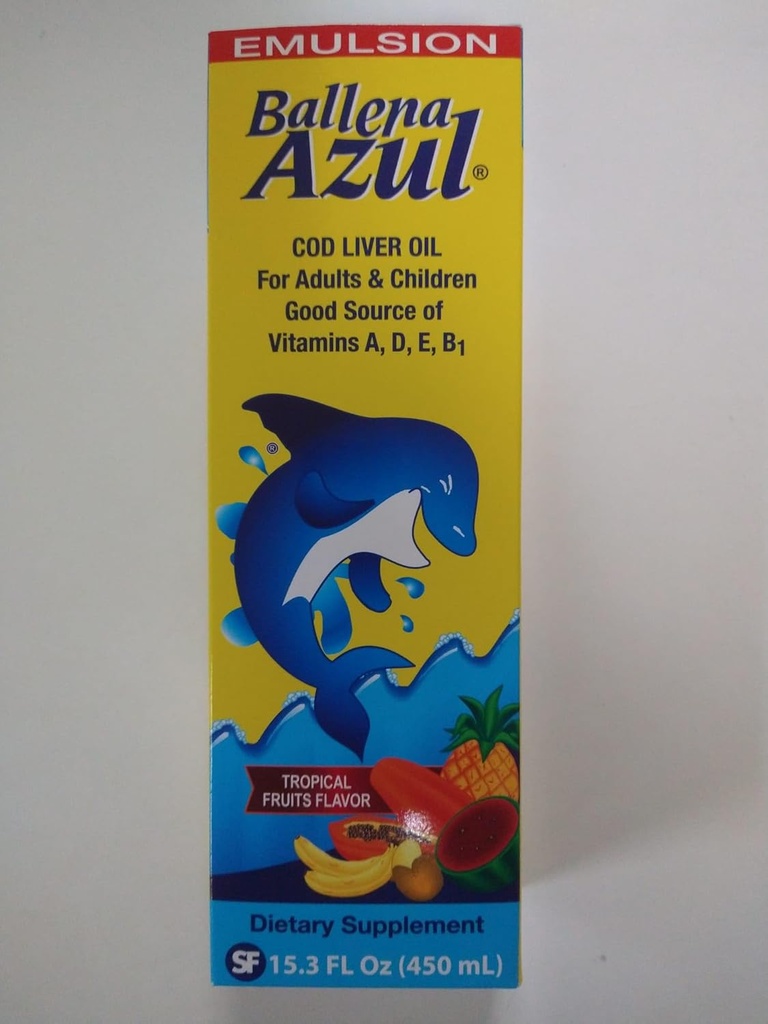 EMULSION
Ballena
Azul®
COD LIVER OIL
For Adults & Children
Good Source of
Vitamins A, D, E, B1
®
TROPICAL
FRUITS FLAVOR
Dietary Supplement
SF 15.3 FL Oz (450 mL)